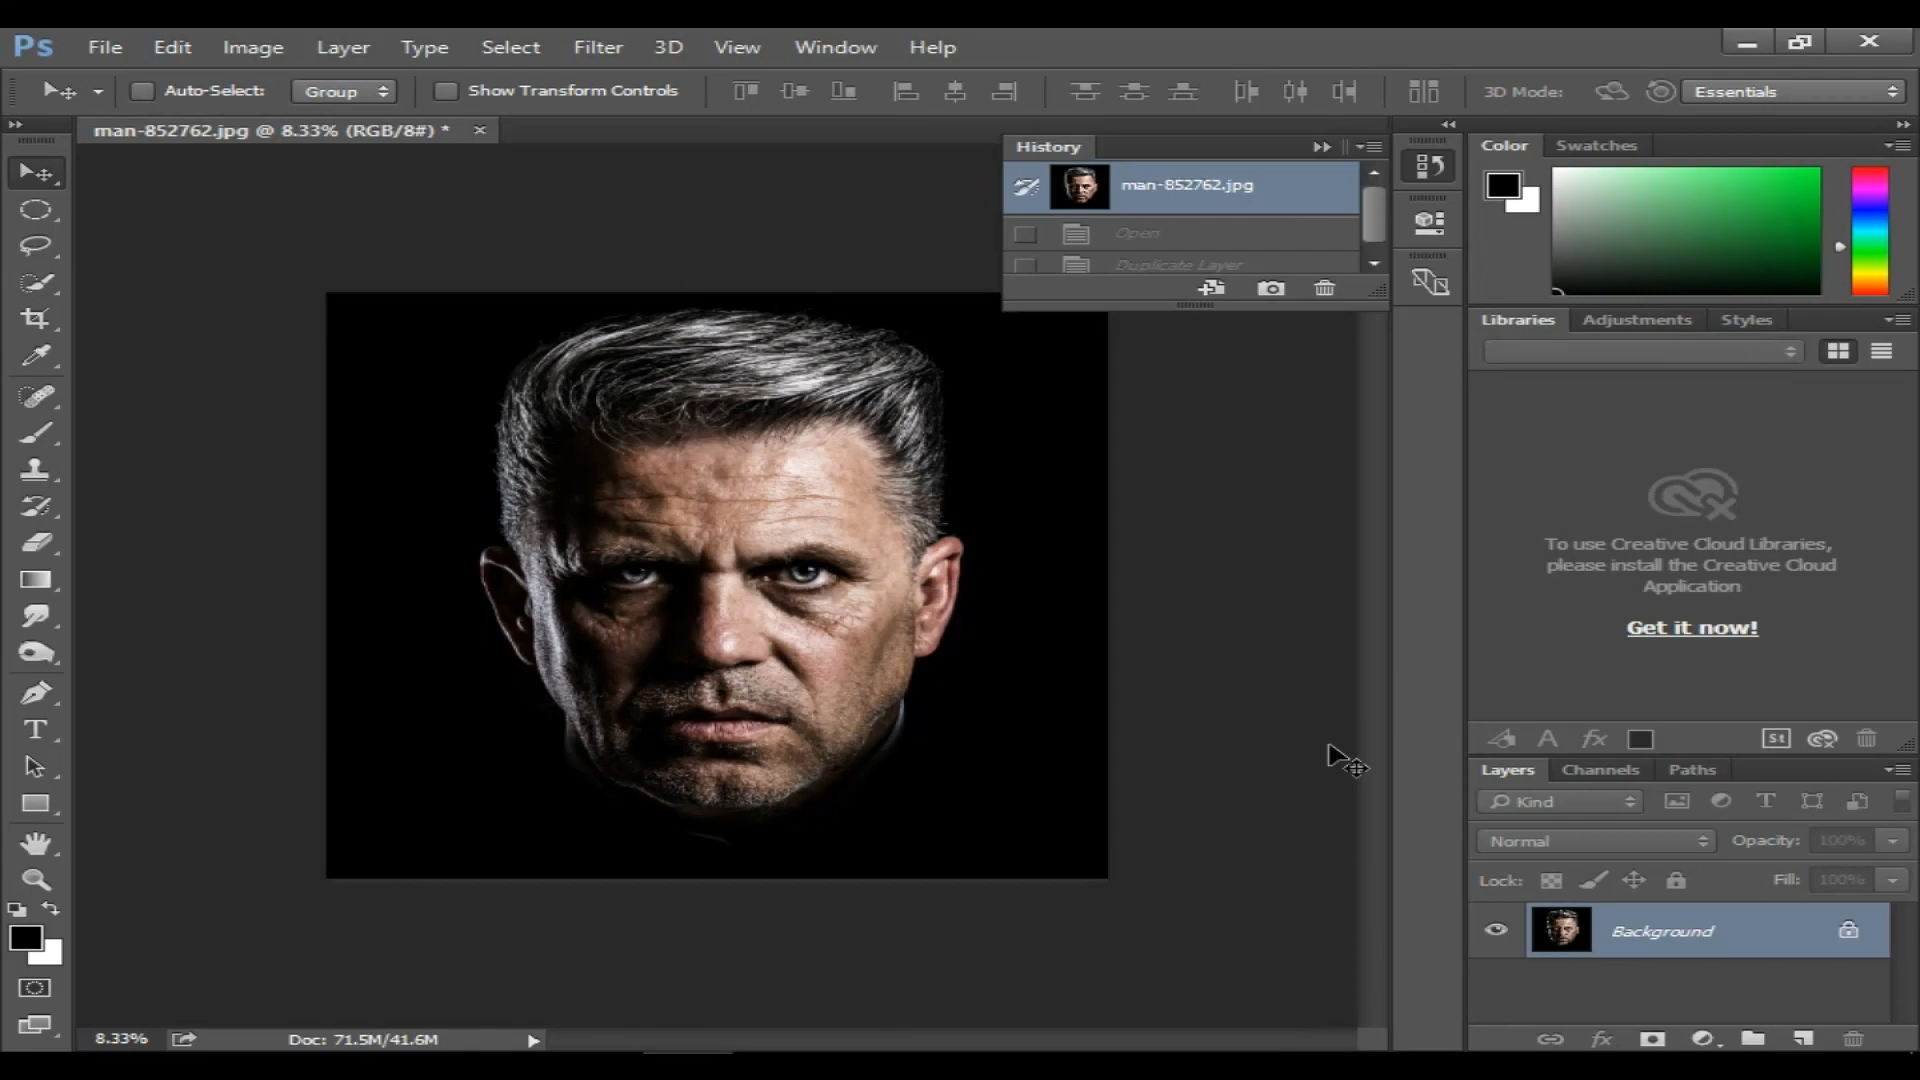 Ps File Edit Image Layer Type Select Filter 3D View Window Help
Auto-Select: Group Show Transform Controls 3D Mode: Essentials
man-852762.jpg @ 8.33% (RGB/8#) *
History
man-852762.jpg
Open
Duplicate Layer
Color Swatches
Libraries Adjustments Styles
To use Creative Cloud Libraries,
please install the Creative Cloud
Application
Get it now!
St
Layers Channels Paths
Kind
Normal Opacity: 100%
Lock: Fill: 100%
Background
8.33% Doc: 71.5M/41.6M